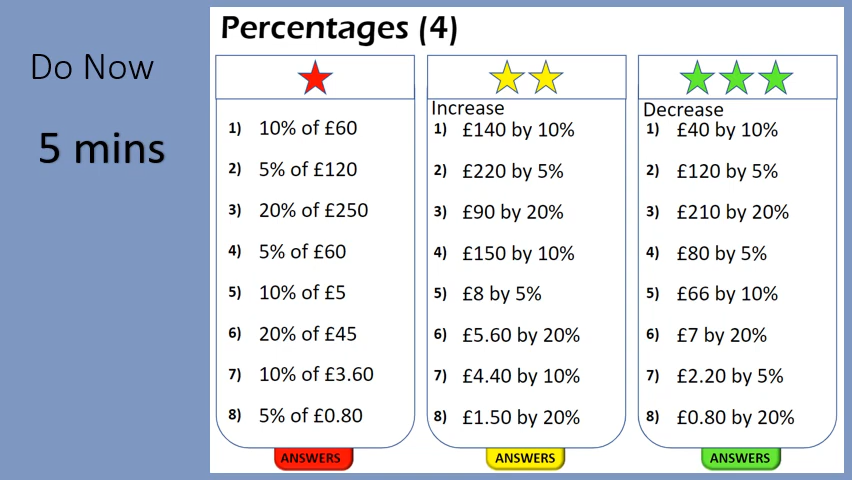 Percentages (4)
Do Now
5 mins
1) 10% of £60
2) 5% of £120
3) 20% of £250
4) 5% of £60
5) 10% of £5
6) 20% of £45
7) 10% of £3.60
8) 5% of £0.80
ANSWERS
Increase
1) £140 by 10%
2) £220 by 5%
3) £90 by 20%
4) £150 by 10%
5) £8 by 5%
6) £5.60 by 20%
7) £4.40 by 10%
8) £1.50 by 20%
ANSWERS
Decrease
1) £40 by 10%
2) £120 by 5%
3) £210 by 20%
4) £80 by 5%
5) £66 by 10%
6) £7 by 20%
7) £2.20 by 5%
8) £0.80 by 20%
ANSWERS